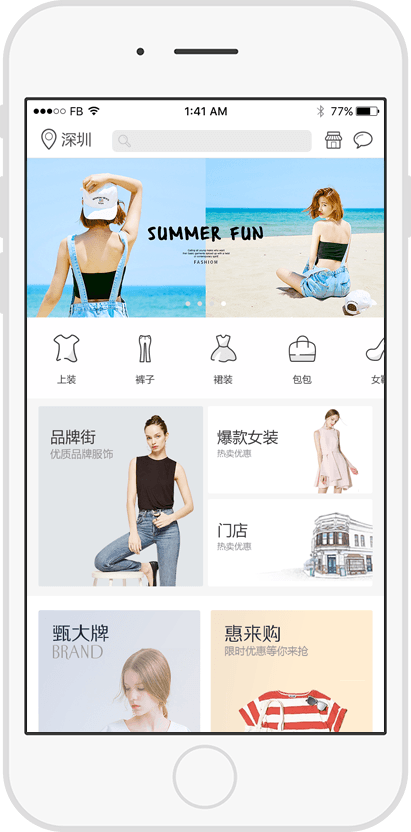 FB 1:41 AM 77%
深圳
SUMMER FUN
FASHION
上装 裤子 裙装 包包
品牌街
优质品牌服饰
爆款女装
热卖优惠
门店
热卖优惠
甄大牌
BRAND
惠来购
限时优惠等你来抢